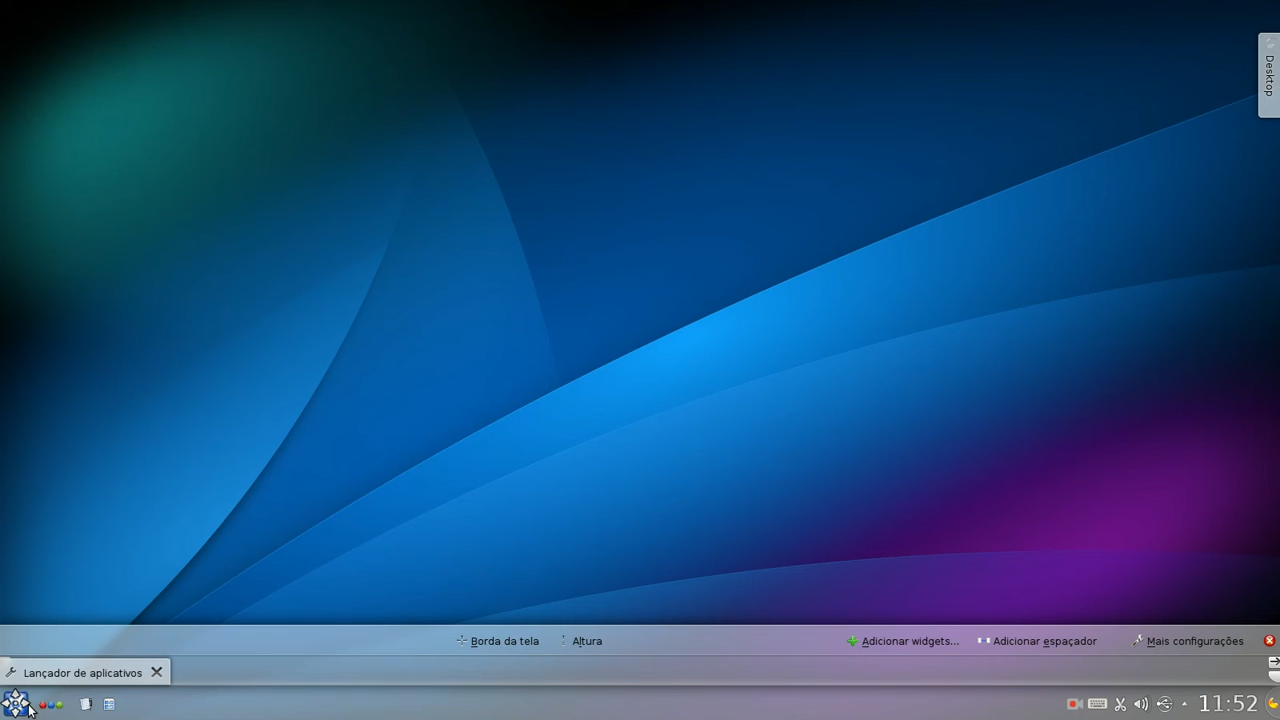 Desktop
Borda da tela
Altura
Adicionar widgets...
Adicionar espaçador
Mais configurações
Lançador de aplicativos
11:52